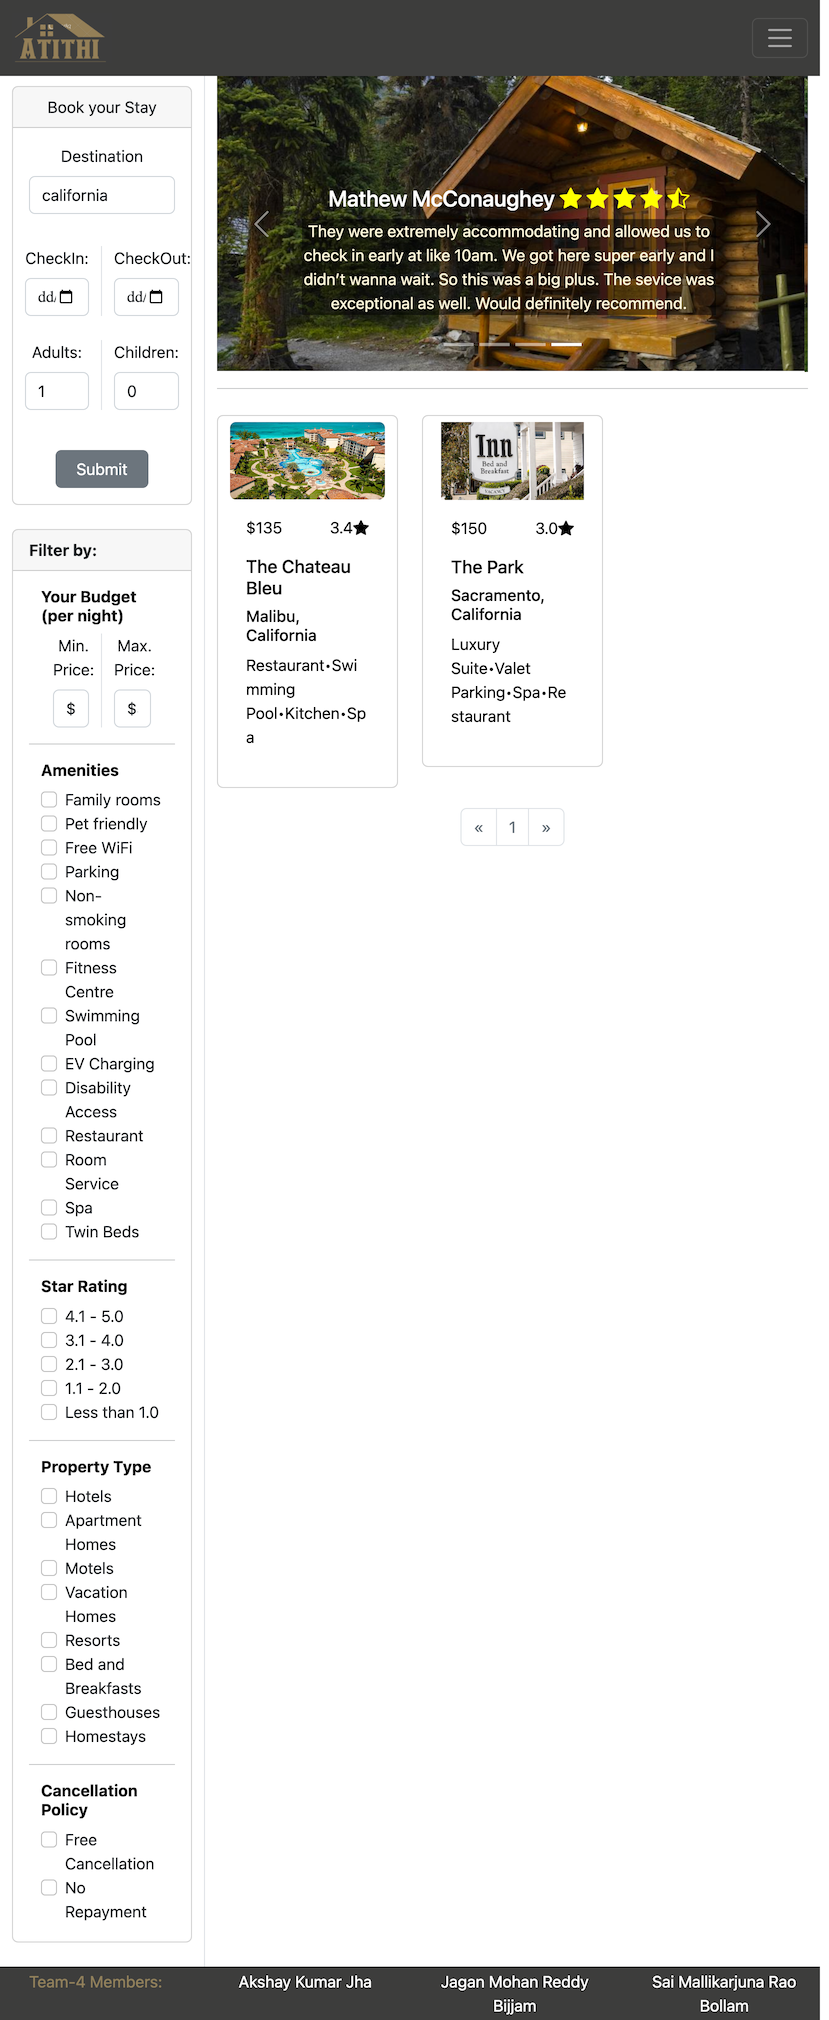 ATITHI
Book your Stay
Destination
california
CheckIn:
CheckOut:
dd/
dd/
Adults:
Children:
1
0
Submit
Filter by:
Your Budget
(per night)
Min.
Price:
Max.
Price:
$
$
Amenities
Family rooms
Pet friendly
Free WiFi
Parking
Non-
smoking
rooms
Fitness
Centre
Swimming
Pool
EV Charging
Disability
Access
Restaurant
Room
Service
Spa
Twin Beds
Star Rating
4.1 - 5.0
3.1 - 4.0
2.1 - 3.0
1.1 - 2.0
Less than 1.0
Property Type
Hotels
Apartment
Homes
Motels
Vacation
Homes
Resorts
Bed and
Breakfasts
Guesthouses
Homestays
Cancellation
Policy
Free
Cancellation
No
Repayment
Mathew McConaughey
They were extremely accommodating and allowed us to
check in early at like 10am. We got here super early and I
didn't wanna wait. So this was a big plus. The sevice was
exceptional as well. Would definitely recommend.
$135 3.4
The Chateau
Bleu
Malibu,
California
Restaurant•Swi
mming
Pool•Kitchen•Sp
a
Inn
Bed and
Breakfast
VACANCY
$150 3.0
The Park
Sacramento,
California
Luxury
Suite•Valet
Parking•Spa•Re
staurant
« 1 »
Team-4 Members:
Akshay Kumar Jha
Jagan Mohan Reddy
Bijjam
Sai Mallikarjuna Rao
Bollam